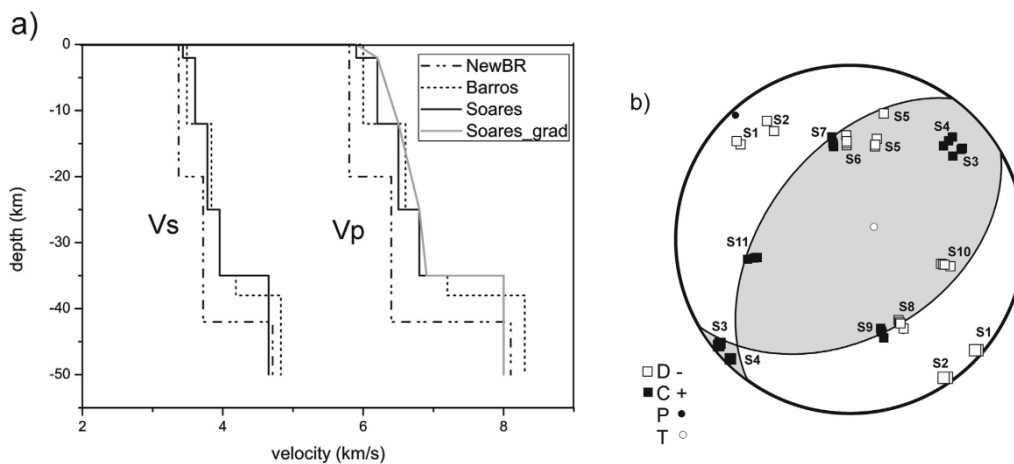 a)
0
-10
-20
-30
-40
-50
depth (km)
2
4
6
8
velocity (km/s)
Vs
Vp
NewBR
Barros
Soares
Soares_grad
b)
S1
S2
S7
S6
S5
S5
S4
S3
S11
S10
S8
S9
S3
S4
S1
S2
D -
C +
P
T